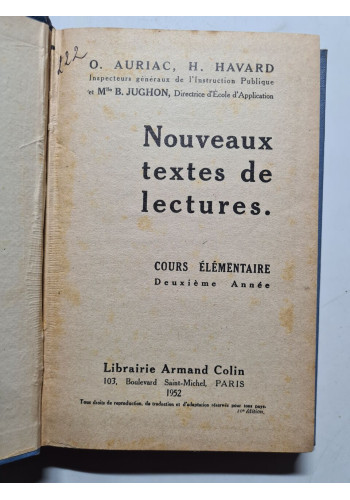 222
O. AURIAC, H. HAVARD
Inspecteurs généraux de l'Instruction Publique
et Mlle B. JUGHON, Directrice d'École d'Application
Nouveaux
textes de
lectures.
COURS ÉLÉMENTAIRE
Deuxième Année
Librairie Armand Colin
103, Boulevard Saint-Michel, PARIS
1952
Tous droits de reproduction, de traduction et d'adaptation réservés pour tous pays.
édition.